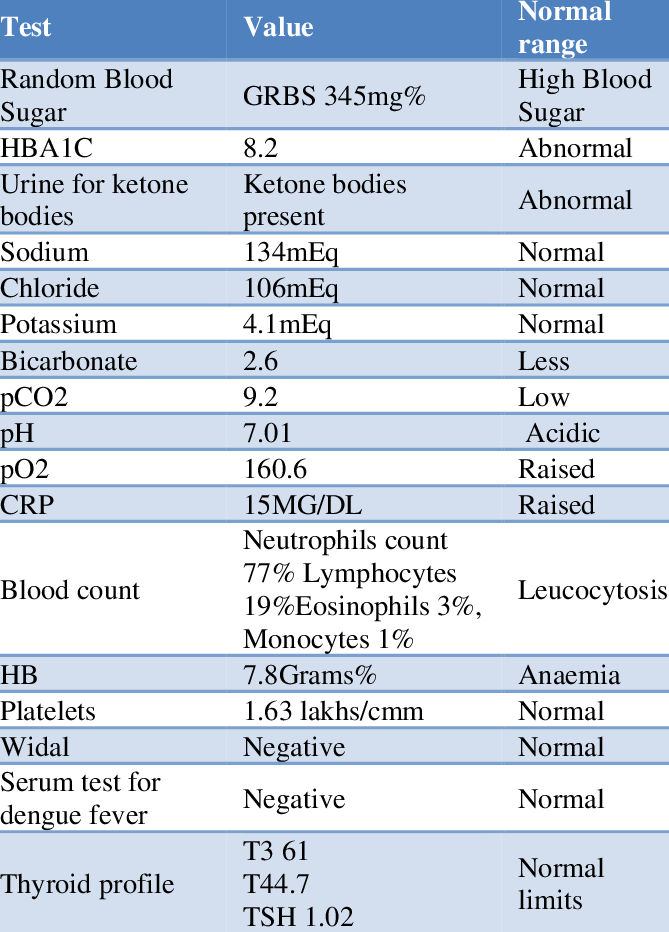 Test Value Normal
range
Random Blood
Sugar GRBS 345mg% High Blood
Sugar
HBA1C 8.2 Abnormal
Urine for ketone
bodies Ketone bodies
present Abnormal
Sodium 134mEq Normal
Chloride 106mEq Normal
Potassium 4.1mEq Normal
Bicarbonate 2.6 Less
pCO2 9.2 Low
pH 7.01 Acidic
pO2 160.6 Raised
CRP 15MG/DL Raised
Blood count Neutrophils count
77% Lymphocytes
19%Eosinophils 3%,
Monocytes 1% Leucocytosis
HB 7.8Grams% Anaemia
Platelets 1.63 lakhs/cmm Normal
Widal Negative Normal
Serum test for
dengue fever Negative Normal
Thyroid profile T3 61
T44.7
TSH 1.02 Normal
limits